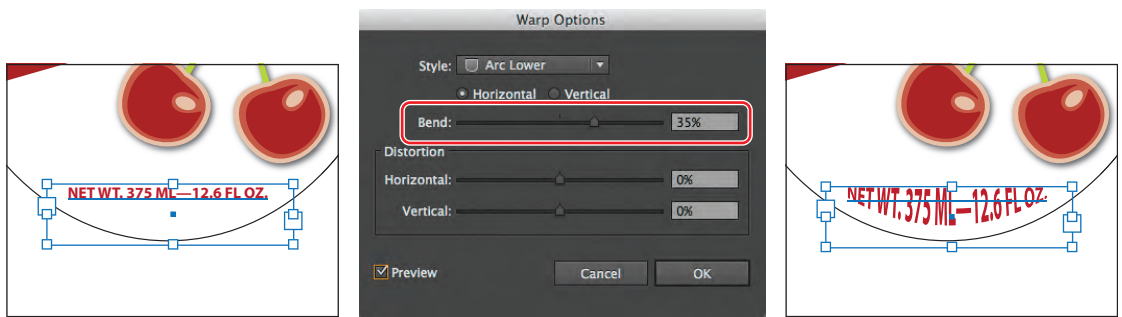 NET WT. 375 ML—12.6 FL OZ.
Warp Options
Style: Arc Lower
Horizontal Vertical
Bend: 35%
Distortion
Horizontal: 0%
Vertical: 0%
Preview Cancel OK
NET WT. 375 ML—12.6 FL OZ.